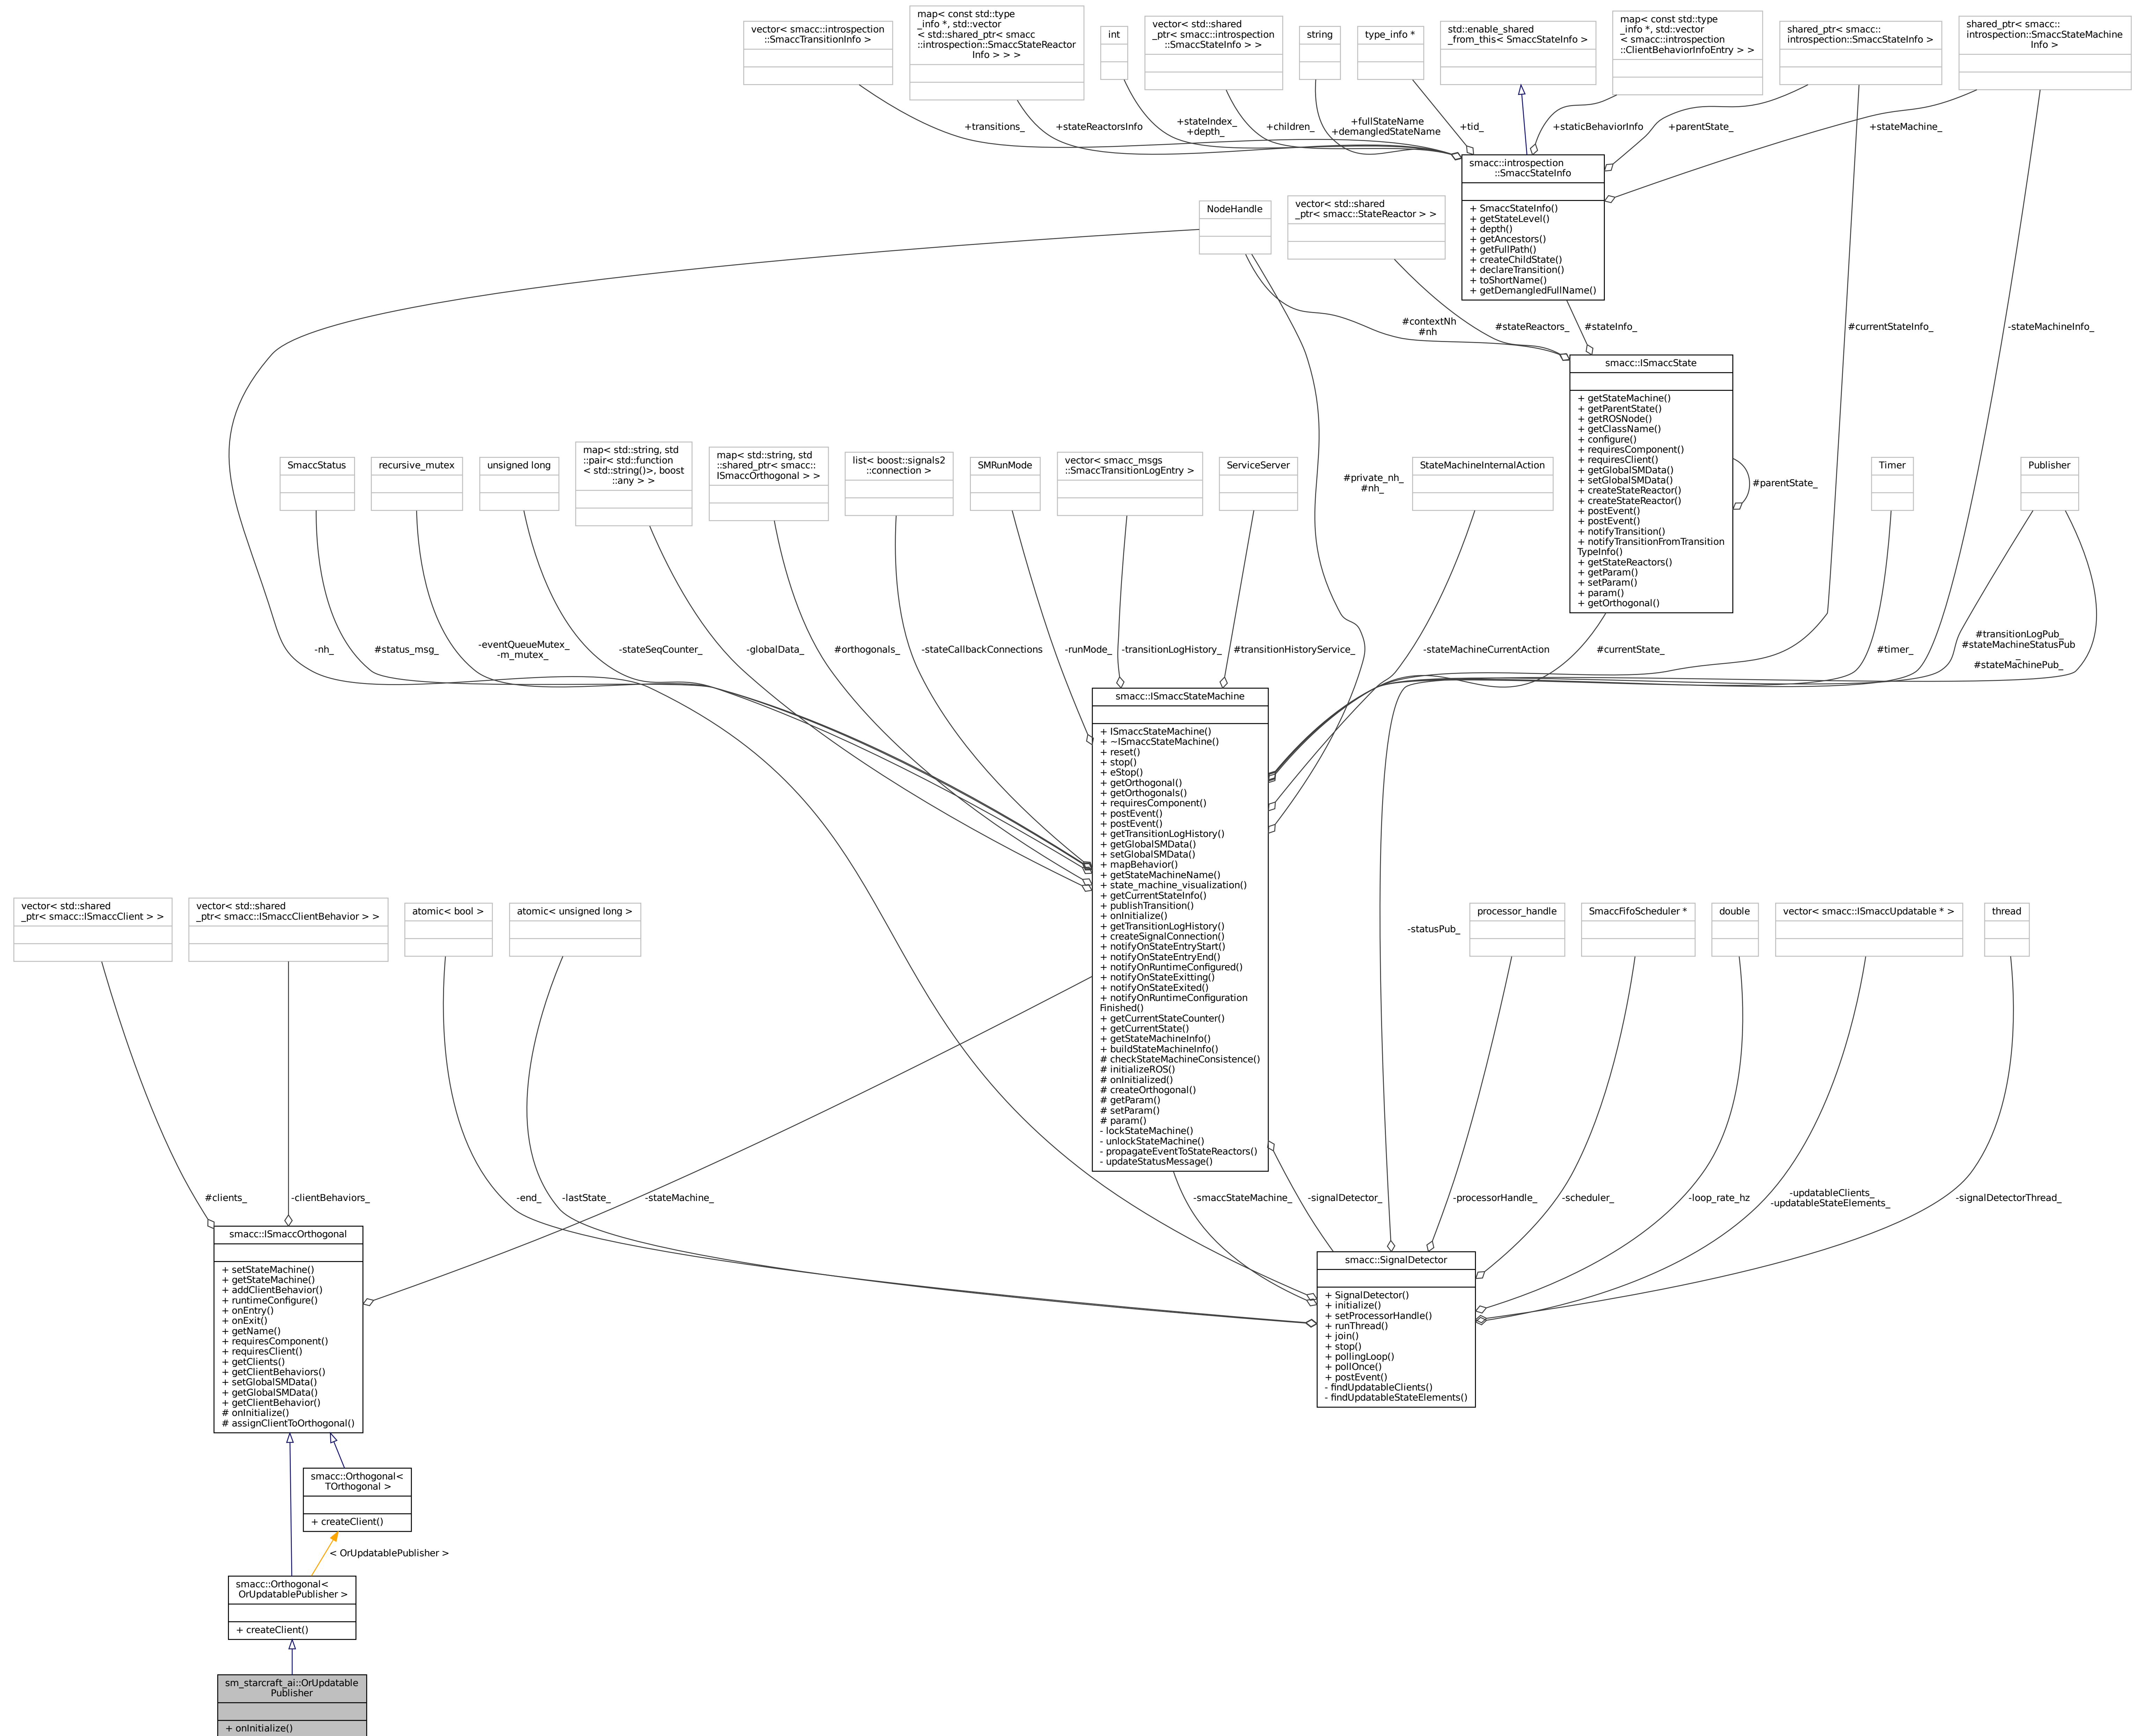 vector< smacc::introspection
::SmaccTransitionInfo >
map< const std::type
_info *, std::vector
< std::shared_ptr< smacc
::introspection::SmaccStateReactor
Info > > >
int
vector< std::shared
_ptr< smacc::introspection
::SmaccStateInfo > >
string
type_info *
std::enable_shared
_from_this< SmaccStateInfo >
map< const std::type
_info *, std::vector
< smacc::introspection
::ClientBehaviorInfoEntry > >
shared_ptr< smacc::
introspection::SmaccStateInfo >
shared_ptr< smacc::
introspection::SmaccStateMachine
Info >
+transitions_
+stateReactorsInfo
+stateIndex_
+depth_
+children_
+fullStateName
+demangledStateName
+tid_
+staticBehaviorInfo
+parentState_
+stateMachine_
smacc::introspection
::SmaccStateInfo
+ SmaccStateInfo()
+ getStateLevel()
+ depth()
+ getAncestors()
+ getFullPath()
+ createChildState()
+ declareTransition()
+ toShortName()
+ getDemangledFullName()
NodeHandle
vector< std::shared
_ptr< smacc::StateReactor > >
#contextNh
#nh
#stateReactors_
#stateInfo_
#currentStateInfo_
-stateMachineInfo_
smacc::ISmaccState
+ getStateMachine()
+ getParentState()
+ getROSNode()
+ getClassName()
+ configure()
+ requiresComponent()
+ requiresClient()
+ getGlobalSMData()
+ setGlobalSMData()
+ createStateReactor()
+ createStateReactor()
+ postEvent()
+ postEvent()
+ notifyTransition()
+ notifyTransitionFromTransition
TypeInfo()
+ getStateReactors()
+ getParam()
+ setParam()
+ param()
+ getOrthogonal()
#parentState_
SmaccStatus
recursive_mutex
unsigned long
map< std::string, std
::pair< std::function
< std::string()>, boost
::any > >
map< std::string, std
::shared_ptr< smacc::
ISmaccOrthogonal > >
list< boost::signals2
::connection >
SMRunMode
vector< smacc_msgs
::SmaccTransitionLogEntry >
ServiceServer
#private_nh_
#nh_
StateMachineInternalAction
Timer
Publisher
-nh_
#status_msg_
-eventQueueMutex_
-m_mutex_
-stateSeqCounter_
-globalData_
#orthogonals_
-stateCallbackConnections
-runMode_
-transitionLogHistory_
#transitionHistoryService_
-stateMachineCurrentAction
#currentState_
#timer_
#transitionLogPub_
#stateMachineStatusPub
_
#stateMachinePub_
smacc::ISmaccStateMachine
+ ISmaccStateMachine()
+ ~ISmaccStateMachine()
+ reset()
+ stop()
+ eStop()
+ getOrthogonal()
+ getOrthogonals()
+ requiresComponent()
+ postEvent()
+ postEvent()
+ getTransitionLogHistory()
+ getGlobalSMData()
+ setGlobalSMData()
+ mapBehavior()
+ getStateMachineName()
+ state_machine_visualization()
+ getCurrentStateInfo()
+ publishTransition()
+ onInitialize()
+ getTransitionLogHistory()
+ createSignalConnection()
+ notifyOnStateEntryStart()
+ notifyOnStateEntryEnd()
+ notifyOnRuntimeConfigured()
+ notifyOnStateExitting()
+ notifyOnStateExited()
+ notifyOnRuntimeConfiguration
Finished()
+ getCurrentStateCounter()
+ getCurrentState()
+ getStateMachineInfo()
+ buildStateMachineInfo()
# checkStateMachineConsistence()
# initializeROS()
# onInitialized()
# createOrthogonal()
# getParam()
# setParam()
# param()
- lockStateMachine()
- unlockStateMachine()
- propagateEventToStateReactors()
- updateStatusMessage()
vector< std::shared
_ptr< smacc::ISmaccClient > >
vector< std::shared
_ptr< smacc::ISmaccClientBehavior > >
atomic< bool >
atomic< unsigned long >
-statusPub_
processor_handle
SmaccFifoScheduler *
double
vector< smacc::ISmaccUpdatable * >
thread
#clients_
-clientBehaviors_
-end_
-lastState_
-stateMachine_
-smaccStateMachine_
-signalDetector_
-processorHandle_
-scheduler_
-loop_rate_hz
-updatableClients_
-updatableStateElements_
-signalDetectorThread_
smacc::ISmaccOrthogonal
+ setStateMachine()
+ getStateMachine()
+ addClientBehavior()
+ runtimeConfigure()
+ onEntry()
+ onExit()
+ getName()
+ requiresComponent()
+ requiresClient()
+ getClients()
+ getClientBehaviors()
+ setGlobalSMData()
+ getGlobalSMData()
+ getClientBehavior()
# onInitialize()
# assignClientToOrthogonal()
smacc::SignalDetector
+ SignalDetector()
+ initialize()
+ setProcessorHandle()
+ runThread()
+ join()
+ stop()
+ pollingLoop()
+ pollOnce()
+ postEvent()
- findUpdatableClients()
- findUpdatableStateElements()
smacc::Orthogonal<
TOrthogonal >
+ createClient()
< OrUpdatablePublisher >
smacc::Orthogonal<
OrUpdatablePublisher >
+ createClient()
sm_starcraft_ai::OrUpdatable
Publisher
+ onInitialize()